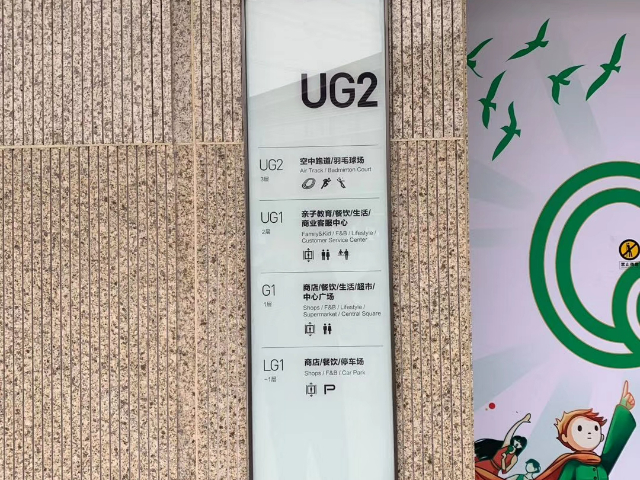 UG2
UG2
3层
空中跑道/羽毛球场
Air Track / Badminton Court
UG1
2层
亲子教育/餐饮/生活/
商业客服中心
Family&Kid / F&B / Lifestyle /
Customer Service Center
G1
1层
商店/餐饮/生活/超市/
中心广场
Shops / F&B / Lifestyle /
Supermarket / Central Square
LG1
-1层
商店/餐饮/停车场
Shops / F&B / Car Park
P